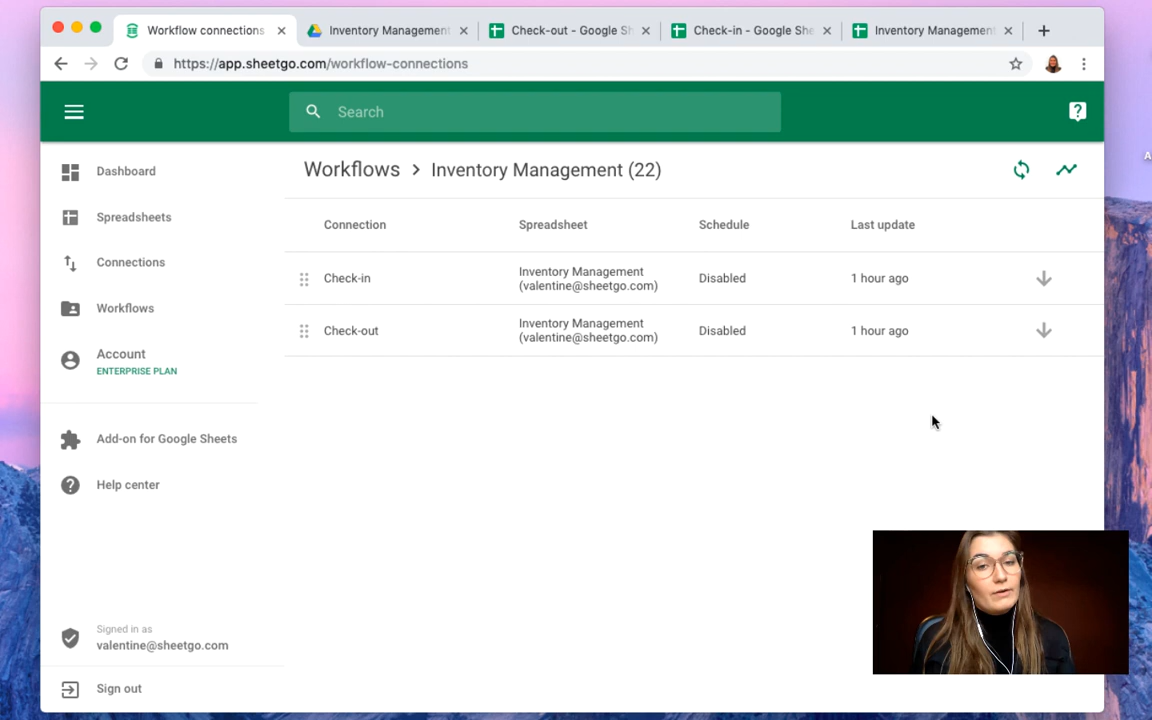 Workflow connections
Inventory Management
Check-out - Google Sh
Check-in - Google She
Inventory Management
https://app.sheetgo.com/workflow-connections
Search
Dashboard
Spreadsheets
Connections
Workflows
Account
ENTERPRISE PLAN
Add-on for Google Sheets
Help center
Signed in as
valentine@sheetgo.com
Sign out
Workflows > Inventory Management (22)
Connection Spreadsheet Schedule Last update
Check-in Inventory Management (valentine@sheetgo.com) Disabled 1 hour ago
Check-out Inventory Management (valentine@sheetgo.com) Disabled 1 hour ago
A